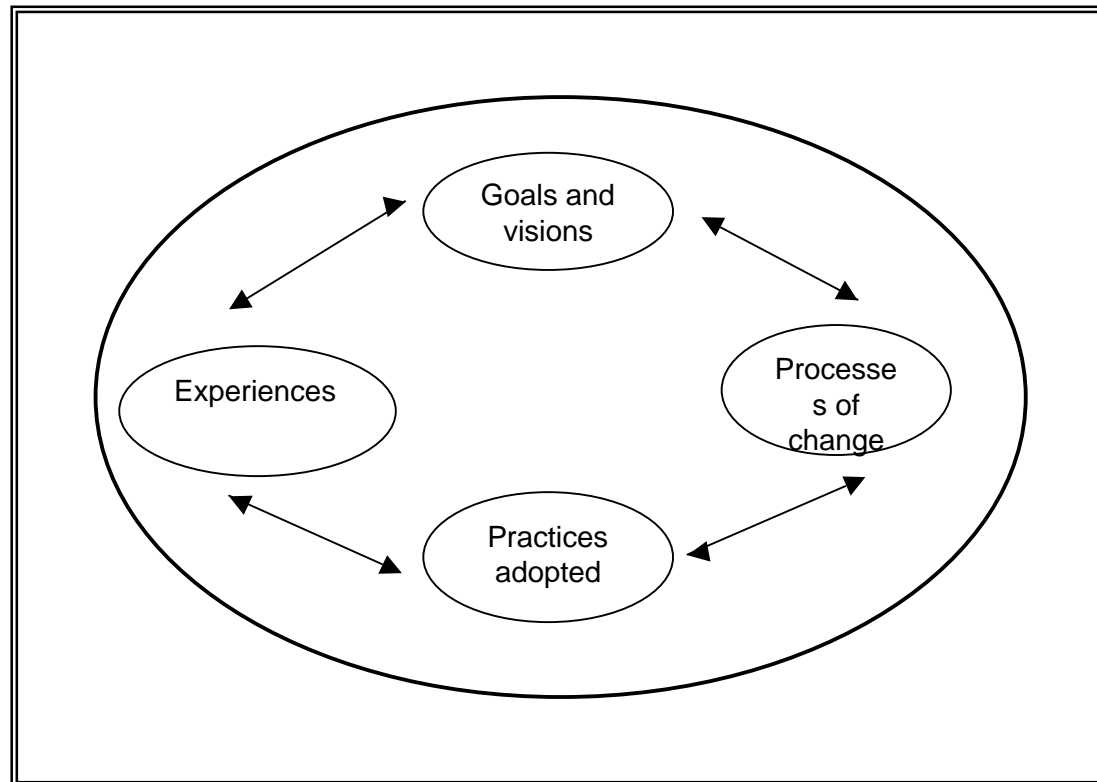 Goals and
visions
Experiences
Processe
s of
change
Practices
adopted